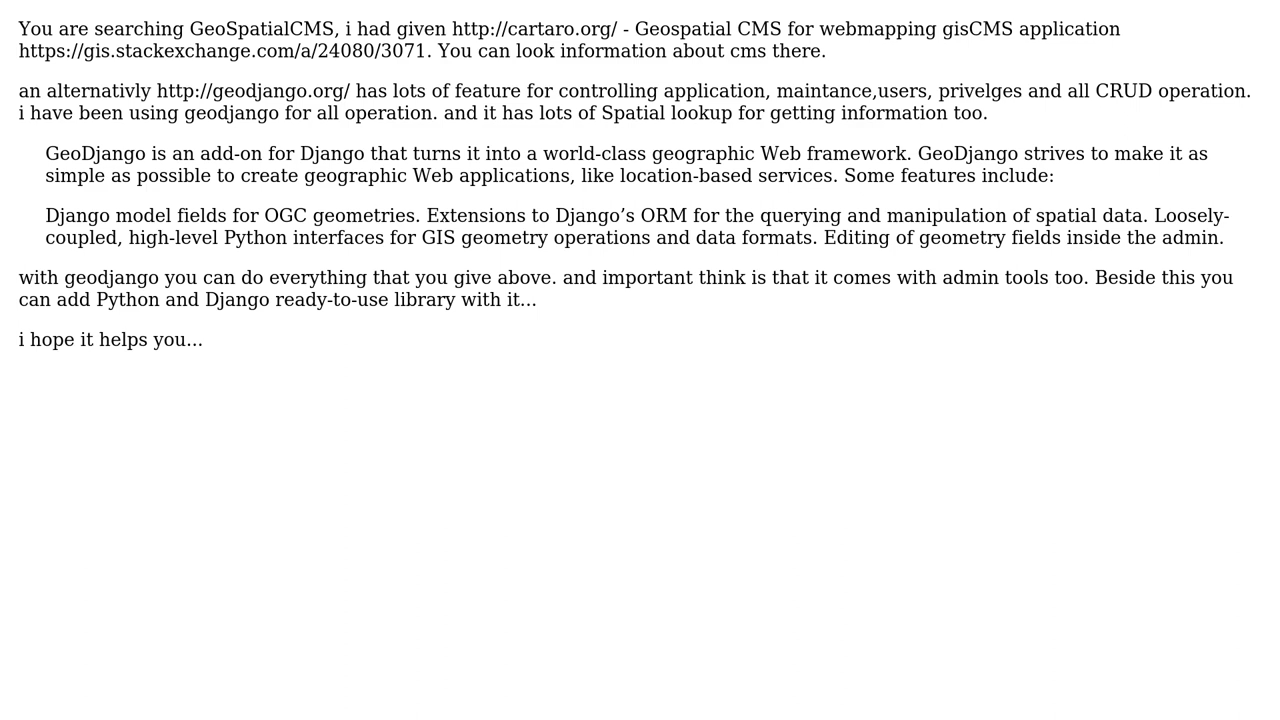 You are searching GeoSpatialCMS, i had given http://cartaro.org/ - Geospatial CMS for webmapping gisCMS application
https://gis.stackexchange.com/a/24080/3071. You can look information about cms there.
an alternativly http://geodjango.org/ has lots of feature for controlling application, maintance,users, privelges and all CRUD operation.
i have been using geodjango for all operation. and it has lots of Spatial lookup for getting information too.
GeoDjango is an add-on for Django that turns it into a world-class geographic Web framework. GeoDjango strives to make it as
simple as possible to create geographic Web applications, like location-based services. Some features include:
Django model fields for OGC geometries. Extensions to Django’s ORM for the querying and manipulation of spatial data. Loosely-
coupled, high-level Python interfaces for GIS geometry operations and data formats. Editing of geometry fields inside the admin.
with geodjango you can do everything that you give above. and important think is that it comes with admin tools too. Beside this you
can add Python and Django ready-to-use library with it...
i hope it helps you...